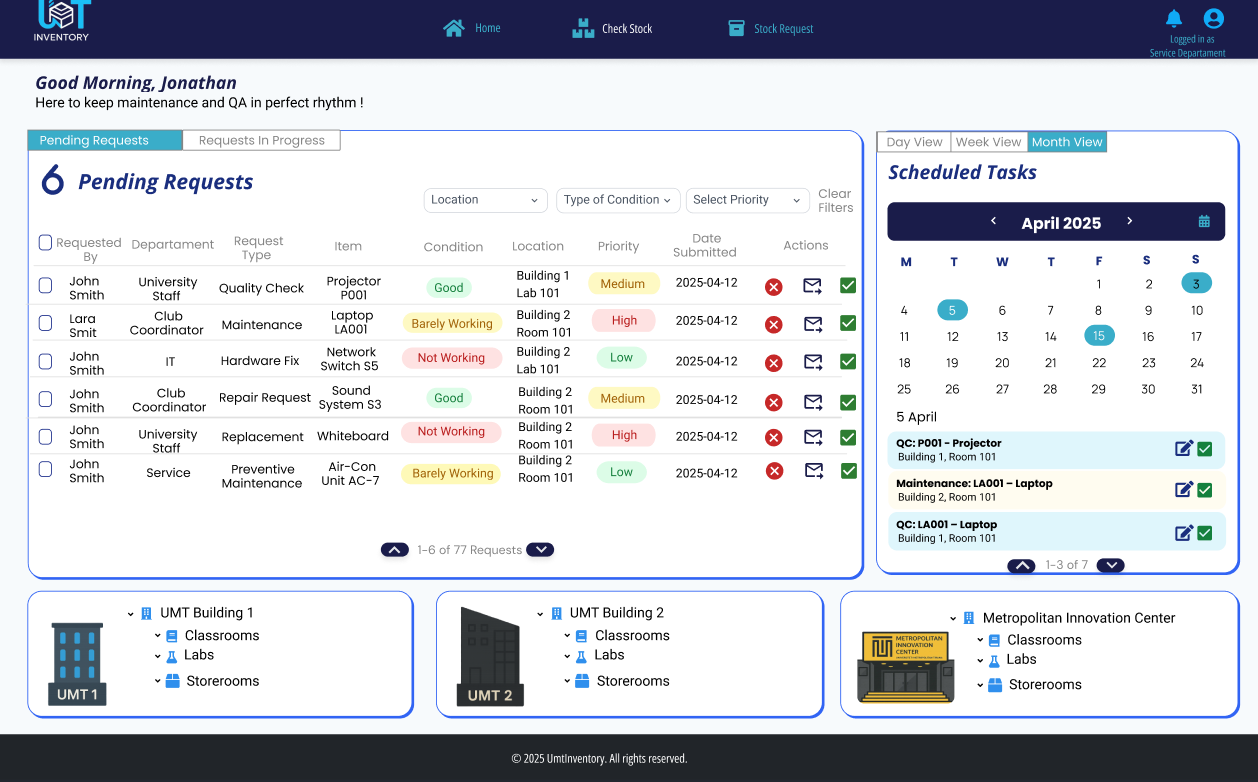 UMT
INVENTORY
Home
Check Stock
Stock Request
Logged in as
Service Departament
Good Morning, Jonathan
Here to keep maintenance and QA in perfect rhythm !
Pending Requests
Requests In Progress
6 Pending Requests
Location
Type of Condition
Select Priority
Clear
Filters
Requested
By
Departament
Request
Type
Item
Condition
Location
Priority
Date
Submitted
Actions
John
Smith
University
Staff
Quality Check
Projector
P001
Good
Building 1
Lab 101
Medium
2025-04-12
Lara
Smit
Club
Coordinator
Maintenance
Laptop
LA001
Barely Working
Building 2
Room 101
High
2025-04-12
John
Smith
IT
Hardware Fix
Network
Switch S5
Not Working
Building 2
Lab 101
Low
2025-04-12
John
Smith
Club
Coordinator
Repair Request
Sound
System S3
Good
Building 2
Room 101
Medium
2025-04-12
John
Smith
University
Staff
Replacement
Whiteboard
Not Working
Building 2
Room 101
High
2025-04-12
John
Smith
Service
Preventive
Maintenance
Air-Con
Unit AC-7
Barely Working
Building 2
Room 101
Low
2025-04-12
1-6 of 77 Requests
Day View
Week View
Month View
Scheduled Tasks
April 2025
M T W T F S S
1 2 3
4 5 6 7 8 9 10
11 12 13 14 15 16 17
18 19 20 21 22 23 24
25 26 27 28 29 30 31
5 April
QC: P001 - Projector
Building 1, Room 101
Maintenance: LA001 – Laptop
Building 2, Room 101
QC: LA001 – Laptop
Building 1, Room 101
1-3 of 7
UMT 1
UMT Building 1
Classrooms
Labs
Storerooms
UMT 2
UMT Building 2
Classrooms
Labs
Storerooms
METROPOLITAN
INNOVATION
CENTER
Metropolitan Innovation Center
Classrooms
Labs
Storerooms
© 2025 UmtInventory. All rights reserved.